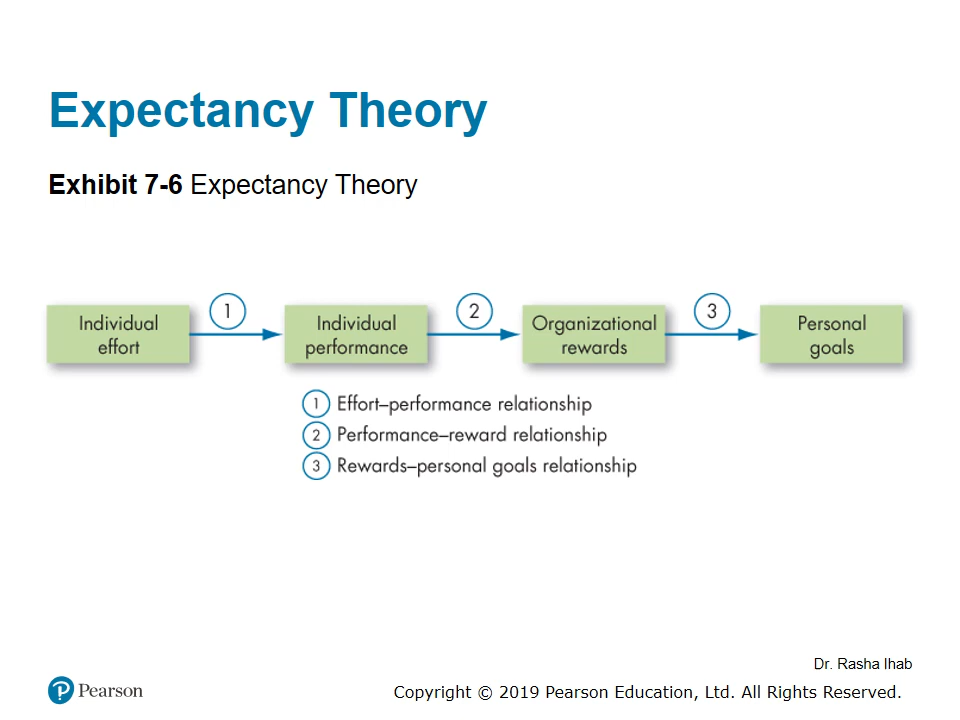 Expectancy Theory
Exhibit 7-6 Expectancy Theory
1
2
3
Individual
effort
Individual
performance
Organizational
rewards
Personal
goals
1 Effort–performance relationship
2 Performance–reward relationship
3 Rewards–personal goals relationship
Dr. Rasha Ihab
Pearson
Copyright © 2019 Pearson Education, Ltd. All Rights Reserved.